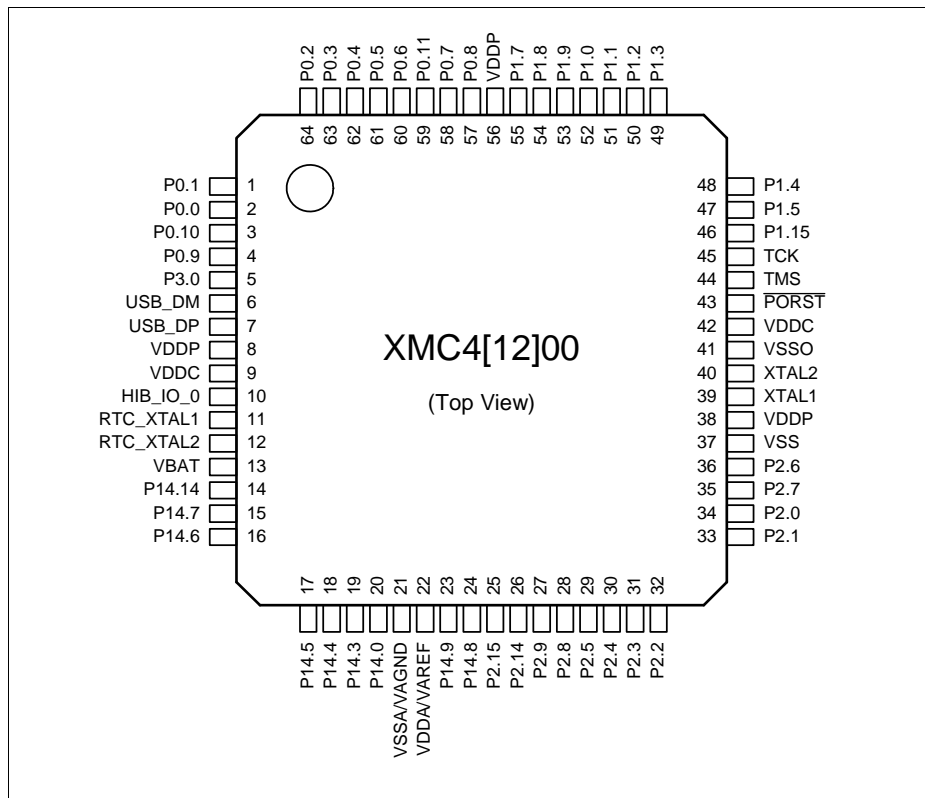 P0.2 P0.3 P0.4 P0.5 P0.6 P0.11 P0.7 P0.8 VDDP P1.7 P1.8 P1.9 P1.0 P1.1 P1.2 P1.3
64 63 62 61 60 59 58 57 56 55 54 53 52 51 50 49
P0.1 1 48 P1.4
P0.0 2 47 P1.5
P0.10 3 46 P1.15
P0.9 4 45 TCK
P3.0 5 44 TMS
USB_DM 6 43 PORST
USB_DP 7 42 VDDC
VDDP 8 41 VSSO
VDDC 9 40 XTAL2
HIB_IO_0 10 39 XTAL1
RTC_XTAL1 11 38 VDDP
RTC_XTAL2 12 37 VSS
VBAT 13 36 P2.6
P14.14 14 35 P2.7
P14.7 15 34 P2.0
P14.6 16 33 P2.1
XMC4[12]00
(Top View)
17 18 19 20 21 22 23 24 25 26 27 28 29 30 31 32
P14.5 P14.4 P14.3 P14.0 VSSA/VAGND VDDA/VAREF P14.9 P14.8 P2.15 P2.14 P2.9 P2.8 P2.5 P2.4 P2.3 P2.2